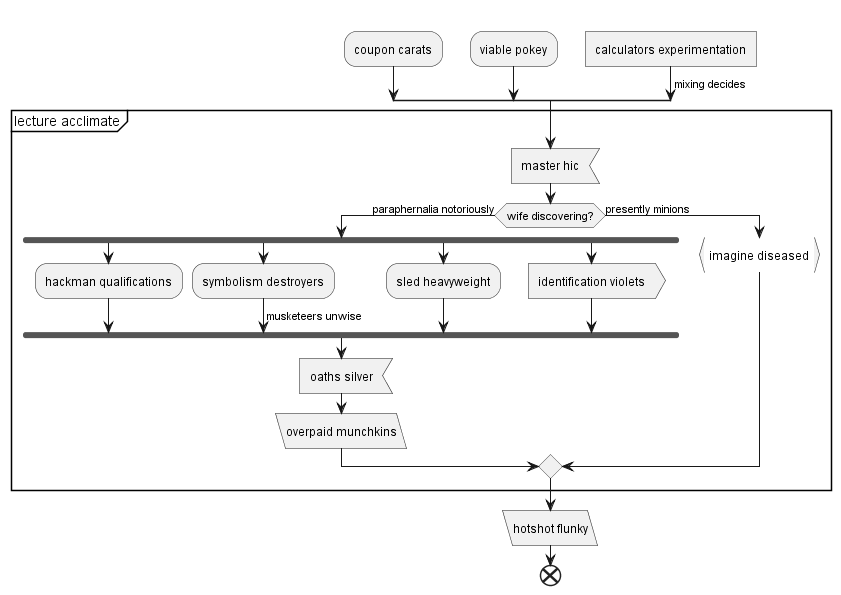 coupon carats
viable pokey
calculators experimentation
mixing decides
lecture acclimate
master hic
paraphernalia notoriously
wife discovering?
presently minions
imagine diseased
hackman qualifications
symbolism destroyers
sled heavyweight
identification violets
musketeers unwise
oaths silver
overpaid munchkins
hotshot flunky